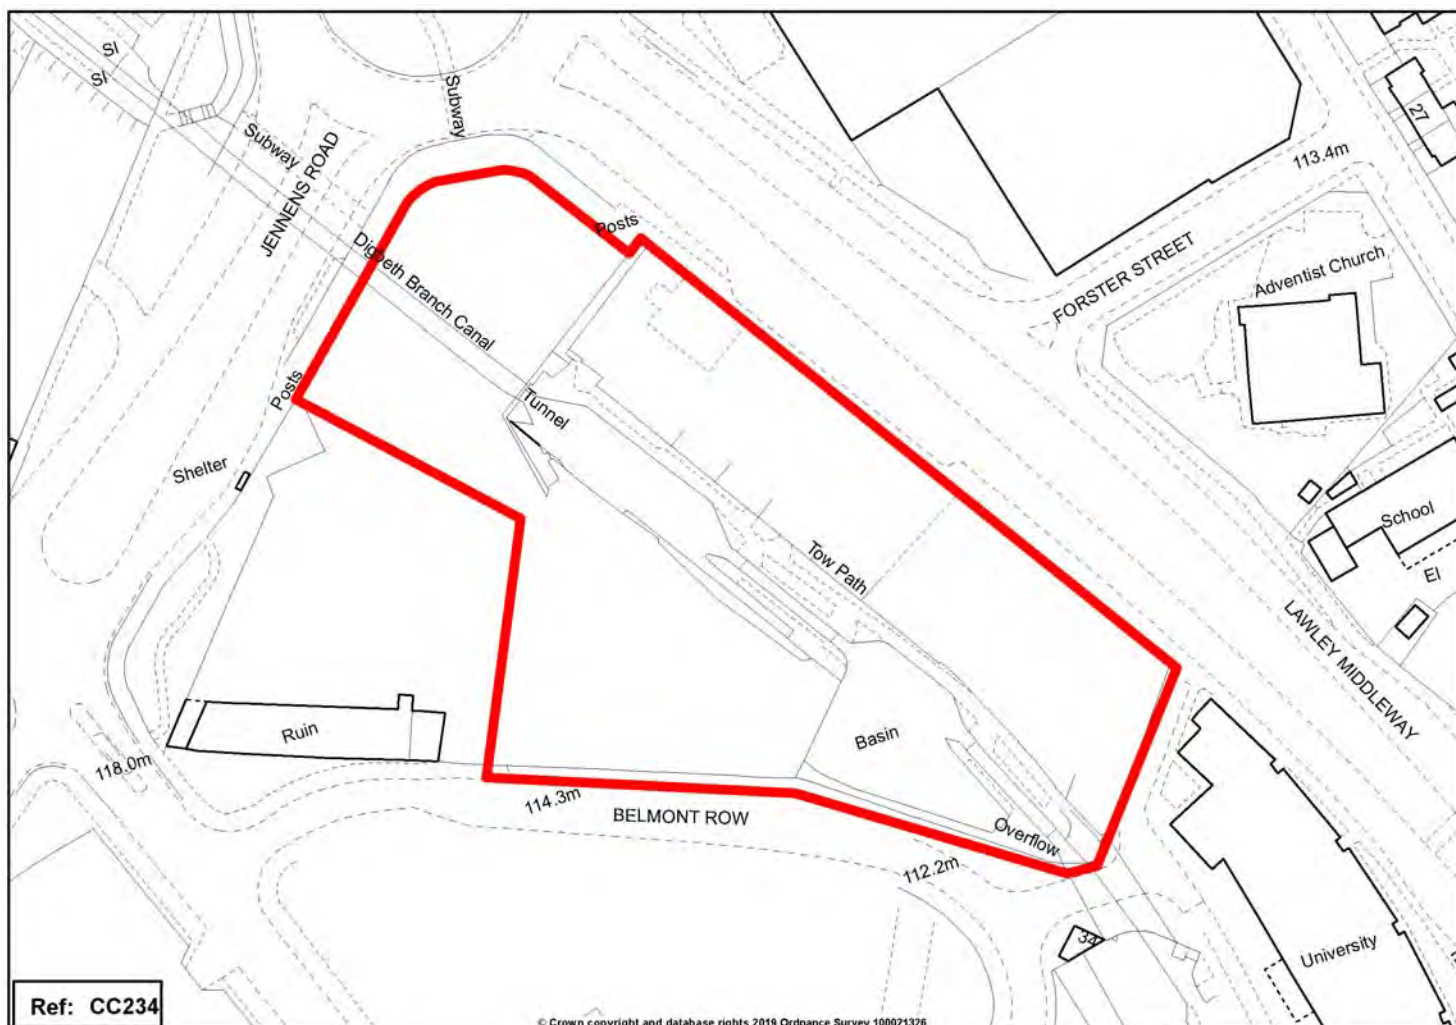 Sl
Sl
Subway
Subway
JENNENS ROAD
27
113.4m
Posts
FORSTER STREET
Adventist Church
Digbeth Branch Canal
Posts
Tunnel
Shelter
School
El
Tow Path
LAWLEY MIDDLEWAY
Ruin
Basin
118.0m
114.3m
BELMONT ROW
Overflow
112.2m
34
University
Ref: CC234
© Crown copyright and database rights 2019 Ordnance Survey 100021326